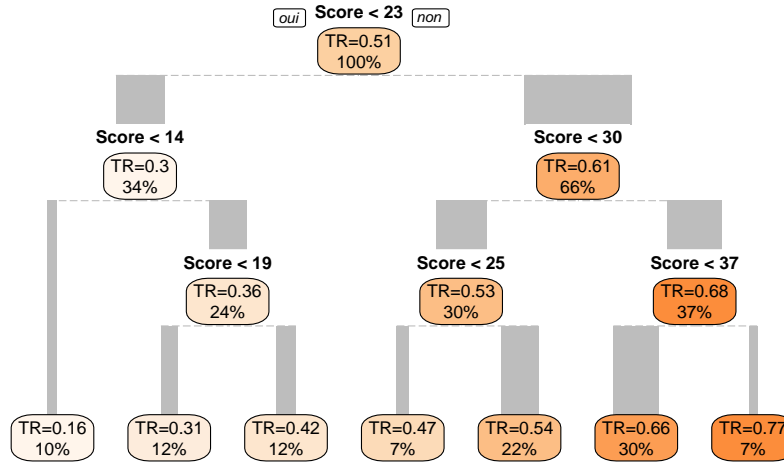 Score < 23
oui
non
TR=0.51
100%
Score < 14
Score < 30
TR=0.3
34%
TR=0.61
66%
Score < 19
Score < 25
Score < 37
TR=0.36
24%
TR=0.53
30%
TR=0.68
37%
TR=0.16
10%
TR=0.31
12%
TR=0.42
12%
TR=0.47
7%
TR=0.54
22%
TR=0.66
30%
TR=0.77
7%